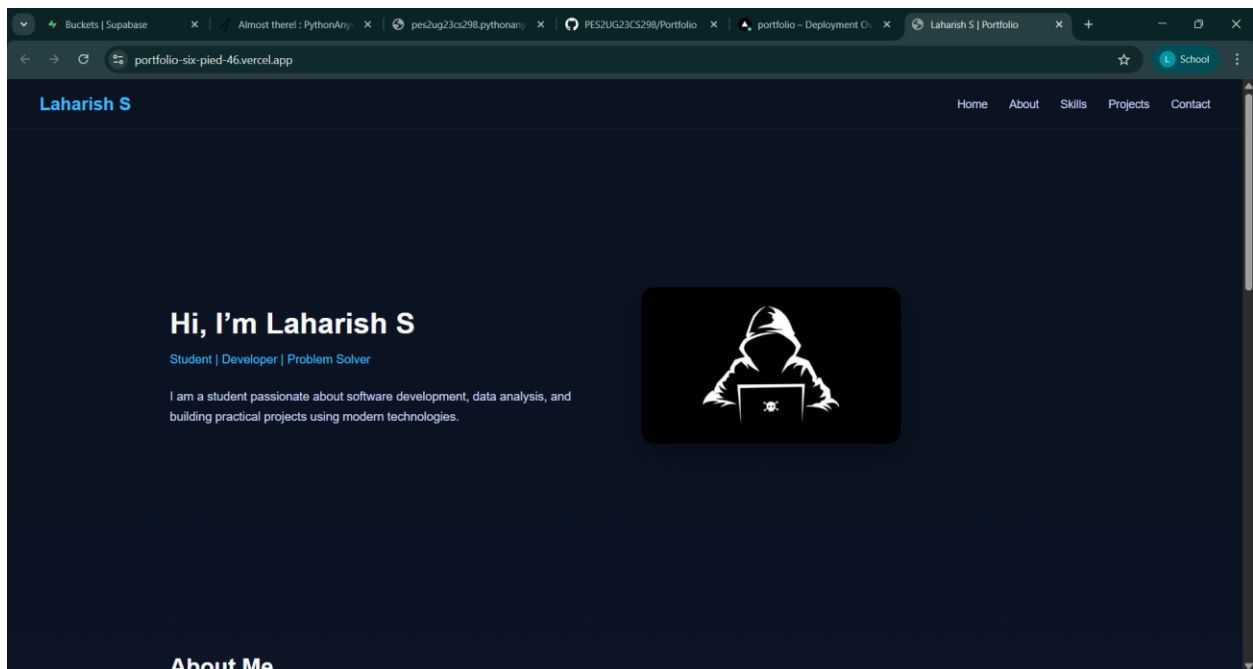 Buckets | Supabase
Almost there! : PythonAny
pes2ug23cs298.pythonany
PES2UG23CS298/Portfolio
portfolio – Deployment Ov
Laharish S | Portfolio
portfolio-six-pied-46.vercel.app
L School
Laharish S
Home About Skills Projects Contact
Hi, I’m Laharish S
Student | Developer | Problem Solver
I am a student passionate about software development, data analysis, and
building practical projects using modern technologies.
About Me